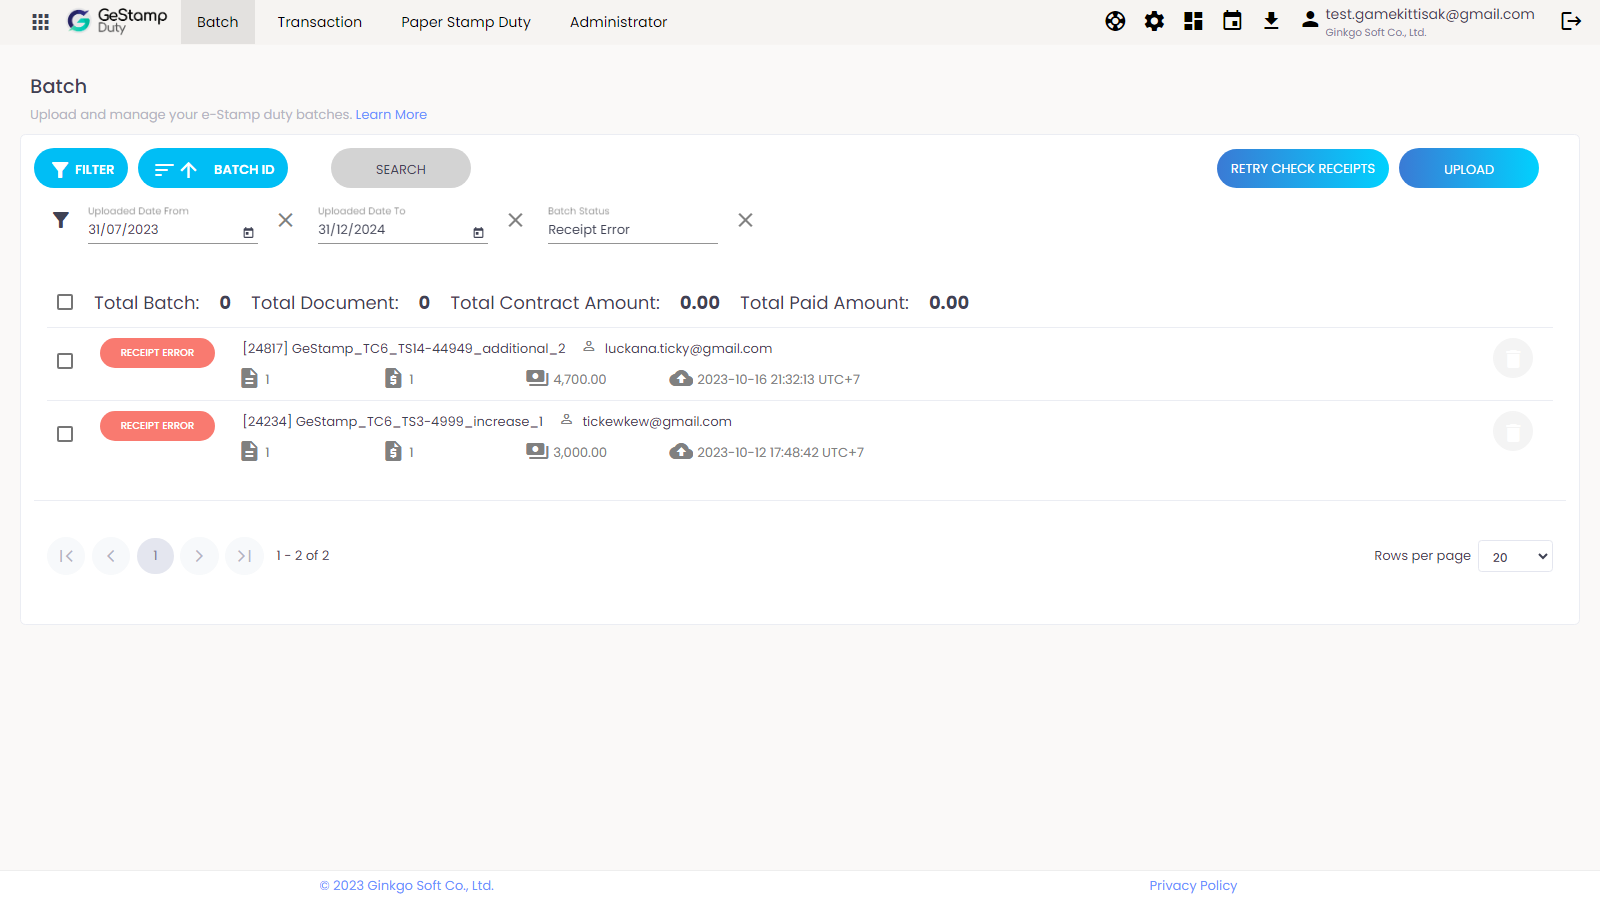 GeStamp Duty Batch Transaction Paper Stamp Duty Administrator test.gamekittisak@gmail.com
Ginkgo Soft Co., Ltd.
Batch
Upload and manage your e-Stamp duty batches. Learn More
FILTER BATCH ID SEARCH RETRY CHECK RECEIPTS UPLOAD
Uploaded Date From Uploaded Date To Batch Status
31/07/2023 31/12/2024 Receipt Error
Total Batch: 0 Total Document: 0 Total Contract Amount: 0.00 Total Paid Amount: 0.00
RECEIPT ERROR [24817] GeStamp_TC6_TS14-44949_additional_2 luckana.ticky@gmail.com
1 1 4,700.00 2023-10-16 21:32:13 UTC+7
RECEIPT ERROR [24234] GeStamp_TC6_TS3-4999_increase_1 tickewkew@gmail.com
1 1 3,000.00 2023-10-12 17:48:42 UTC+7
1 1 - 2 of 2 Rows per page 20
© 2023 Ginkgo Soft Co., Ltd. Privacy Policy